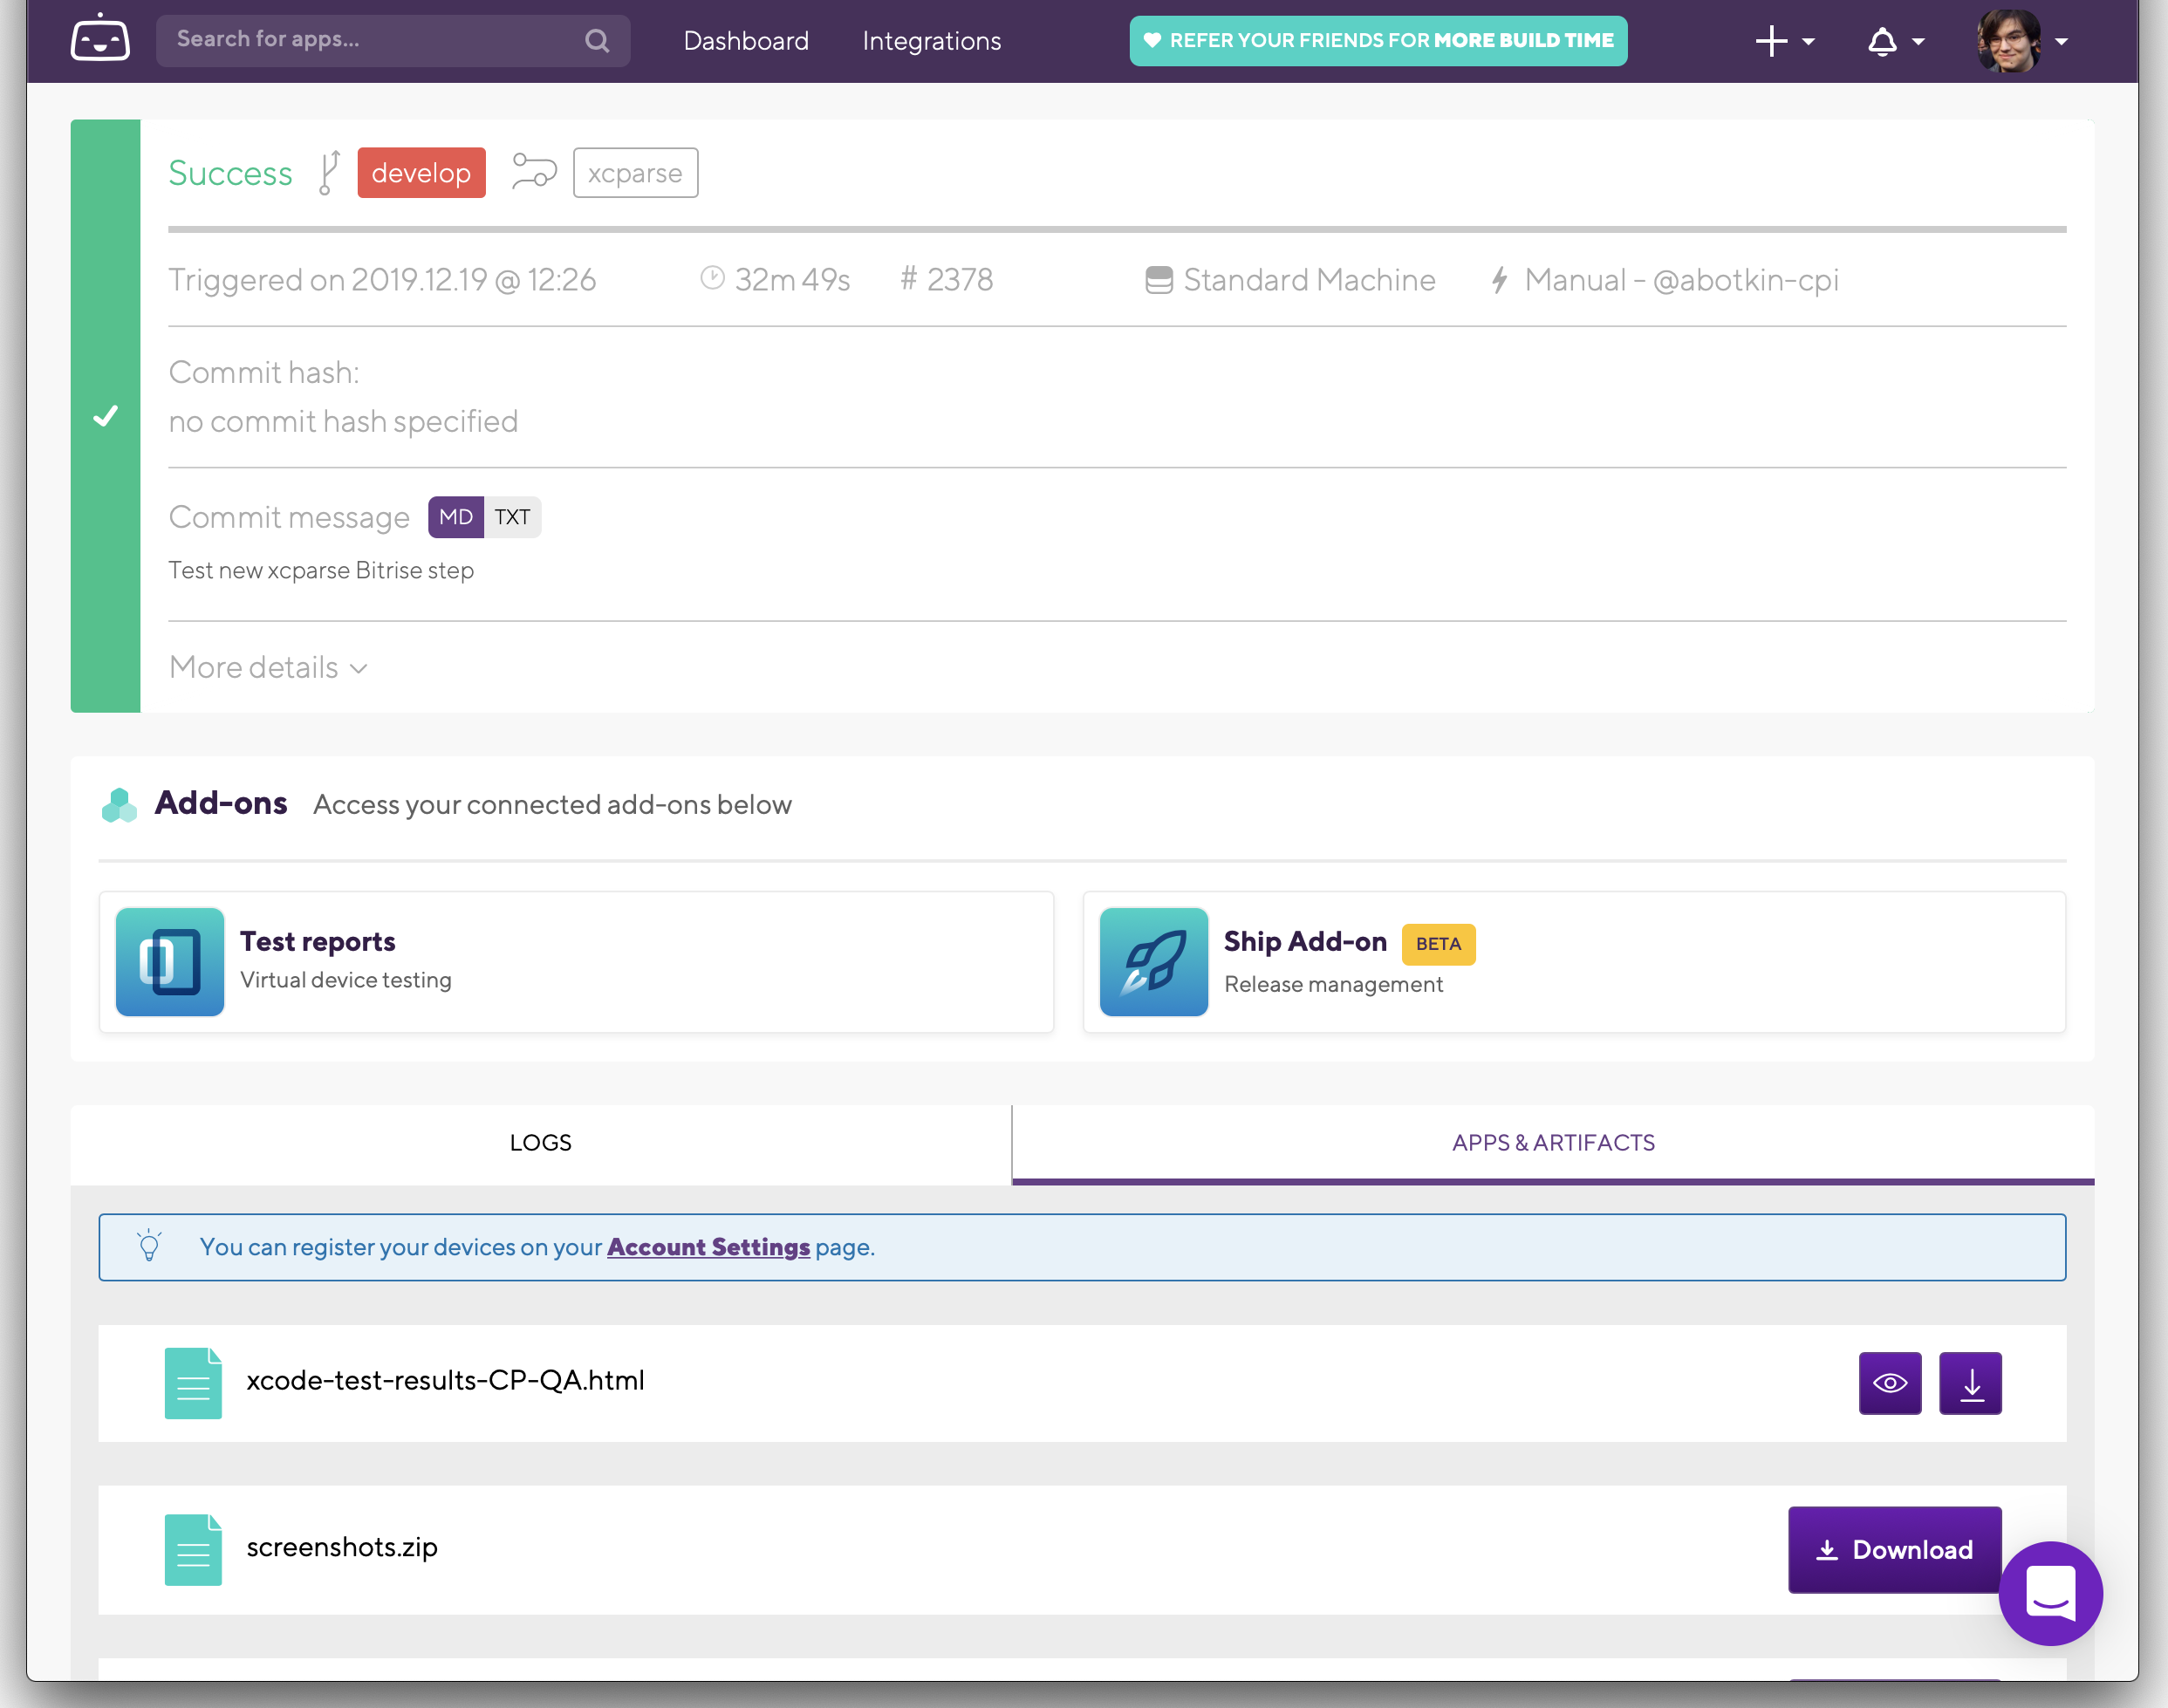 Search for apps...
Dashboard
Integrations
REFER YOUR FRIENDS FOR MORE BUILD TIME
Success
develop
xcparse
Triggered on 2019.12.19 @ 12:26
32m 49s
# 2378
Standard Machine
Manual - @abotkin-cpi
Commit hash:
no commit hash specified
Commit message
MD
TXT
Test new xcparse Bitrise step
More details
Add-ons
Access your connected add-ons below
Test reports
Virtual device testing
Ship Add-on
BETA
Release management
LOGS
APPS & ARTIFACTS
You can register your devices on your Account Settings page.
xcode-test-results-CP-QA.html
screenshots.zip
Download